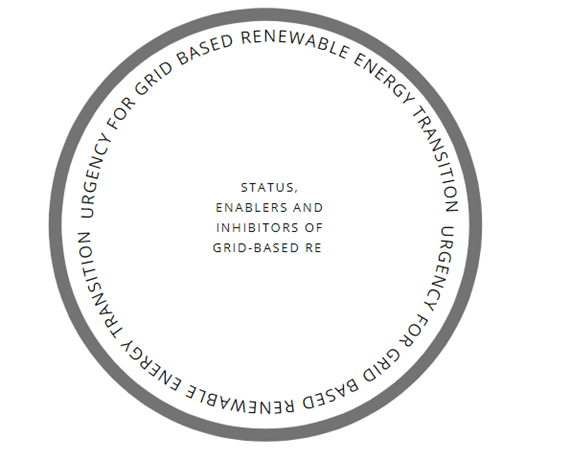 URGENCY FOR GRID BASED RENEWABLE ENERGY TRANSITION
URGENCY FOR GRID BASED RENEWABLE ENERGY TRANSITION
STATUS,
ENABLERS AND
INHIBITORS OF
GRID-BASED RE